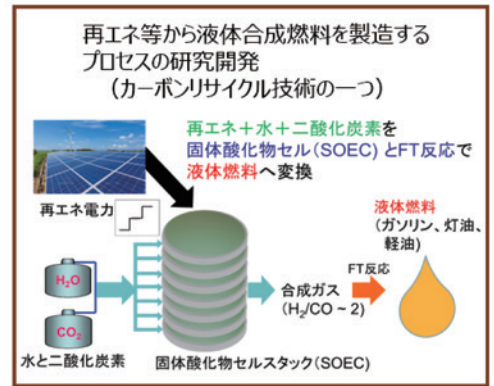 再エネ等から液体合成燃料を製造する
プロセスの研究開発
（カーボンリサイクル技術の一つ）
再エネ＋水＋二酸化炭素を
固体酸化物セル（SOEC）とFT反応で
液体燃料へ変換
再エネ電力
液体燃料
（ガソリン、灯油、
軽油）
H₂O
CO₂
FT反応
合成ガス
（H₂/CO ~ 2）
水と二酸化炭素
固体酸化物セルスタック（SOEC）